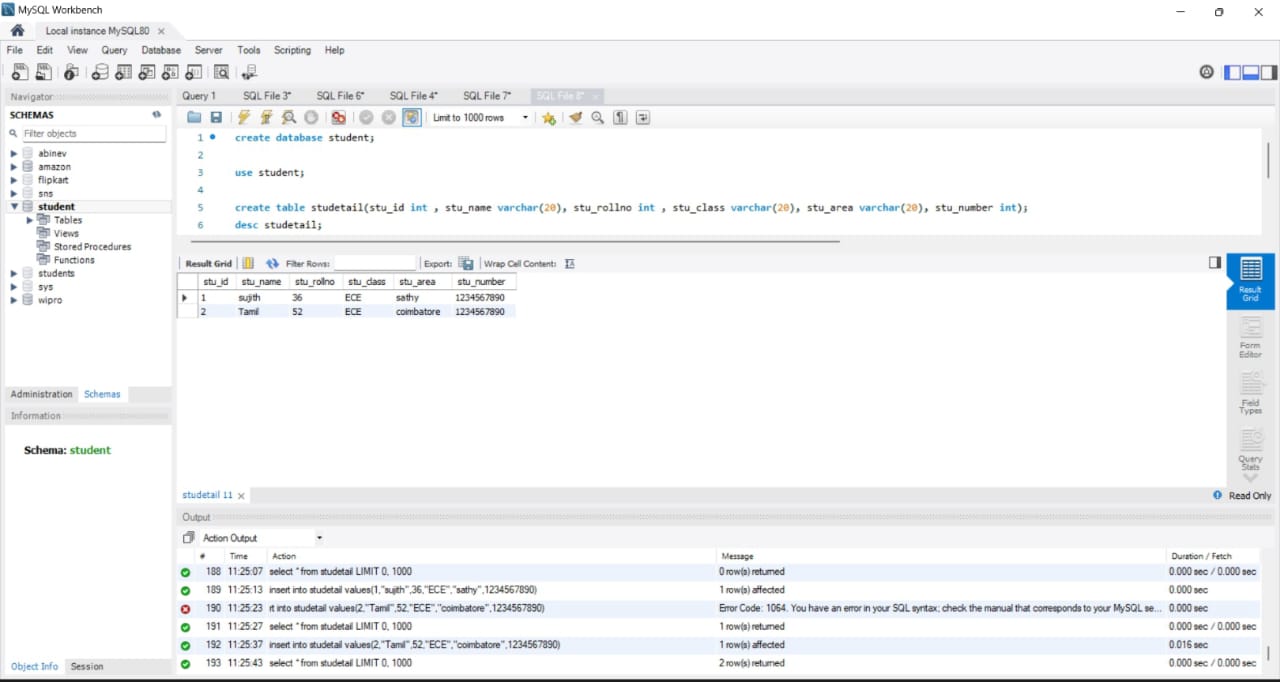 MySQL Workbench
Local instance MySQL80
File Edit View Query Database Server Tools Scripting Help
Navigator
SCHEMAS
Filter objects
abinev
amazon
flipkart
sns
student
Tables
Views
Stored Procedures
Functions
students
sys
wipro
Administration Schemas
Information
Schema: student
Object Info Session
Query 1 SQL File 3* SQL File 6* SQL File 4* SQL File 7* SQL File 8*
Limit to 1000 rows
1 create database student;
2
3 use student;
4
5 create table studetail(stu_id int , stu_name varchar(20), stu_rollno int , stu_class varchar(20), stu_area varchar(20), stu_number int);
6 desc studetail;
Result Grid Filter Rows: Export: Wrap Cell Content:
stu_id stu_name stu_rollno stu_class stu_area stu_number
1 sujith 36 ECE sathy 1234567890
2 Tamil 52 ECE coimbatore 1234567890
Result
Grid
Form
Editor
Field
Types
Query
Stats
studetail 11
Read Only
Output
Action Output
# Time Action Message Duration / Fetch
188 11:25:07 select * from studetail LIMIT 0, 1000 0 row(s) returned 0.000 sec / 0.000 sec
189 11:25:13 insert into studetail values(1,"sujith",36,"ECE","sathy",1234567890) 1 row(s) affected 0.000 sec
190 11:25:23 rt into studetail values(2,"Tamil",52,"ECE","coimbatore",1234567890) Error Code: 1064. You have an error in your SQL syntax; check the manual that corresponds to your MySQL se... 0.000 sec
191 11:25:27 select * from studetail LIMIT 0, 1000 1 row(s) returned 0.000 sec / 0.000 sec
192 11:25:37 insert into studetail values(2,"Tamil",52,"ECE","coimbatore",1234567890) 1 row(s) affected 0.016 sec
193 11:25:43 select * from studetail LIMIT 0, 1000 2 row(s) returned 0.000 sec / 0.000 sec